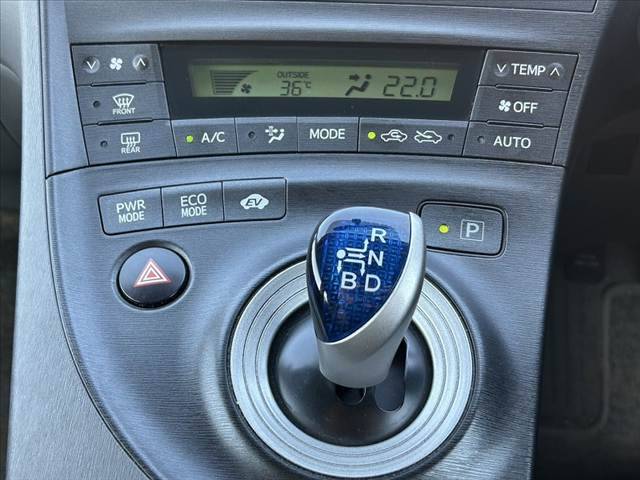 TEMP
OUTSIDE
36°C
22.0
FRONT
OFF
REAR
A/C
MODE
AUTO
PWR
MODE
ECO
MODE
EV
P
R
N
B D